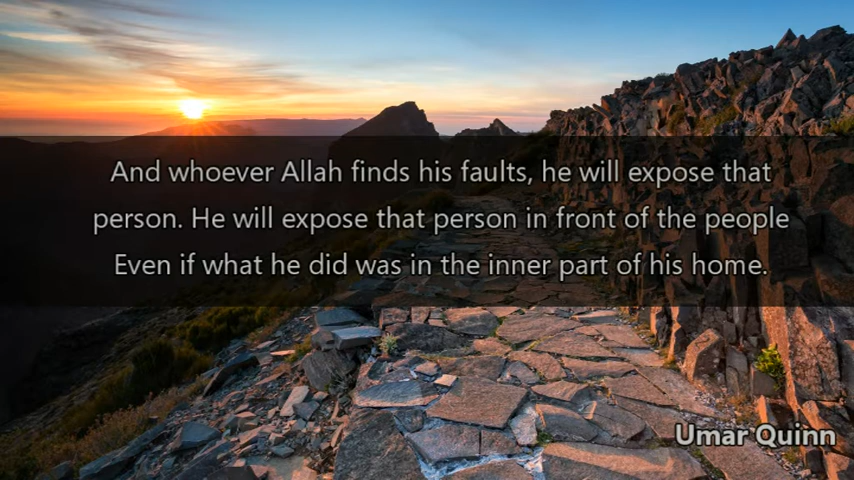 And whoever Allah finds his faults, he will expose that
person. He will expose that person in front of the people
Even if what he did was in the inner part of his home.
Umar Quinn